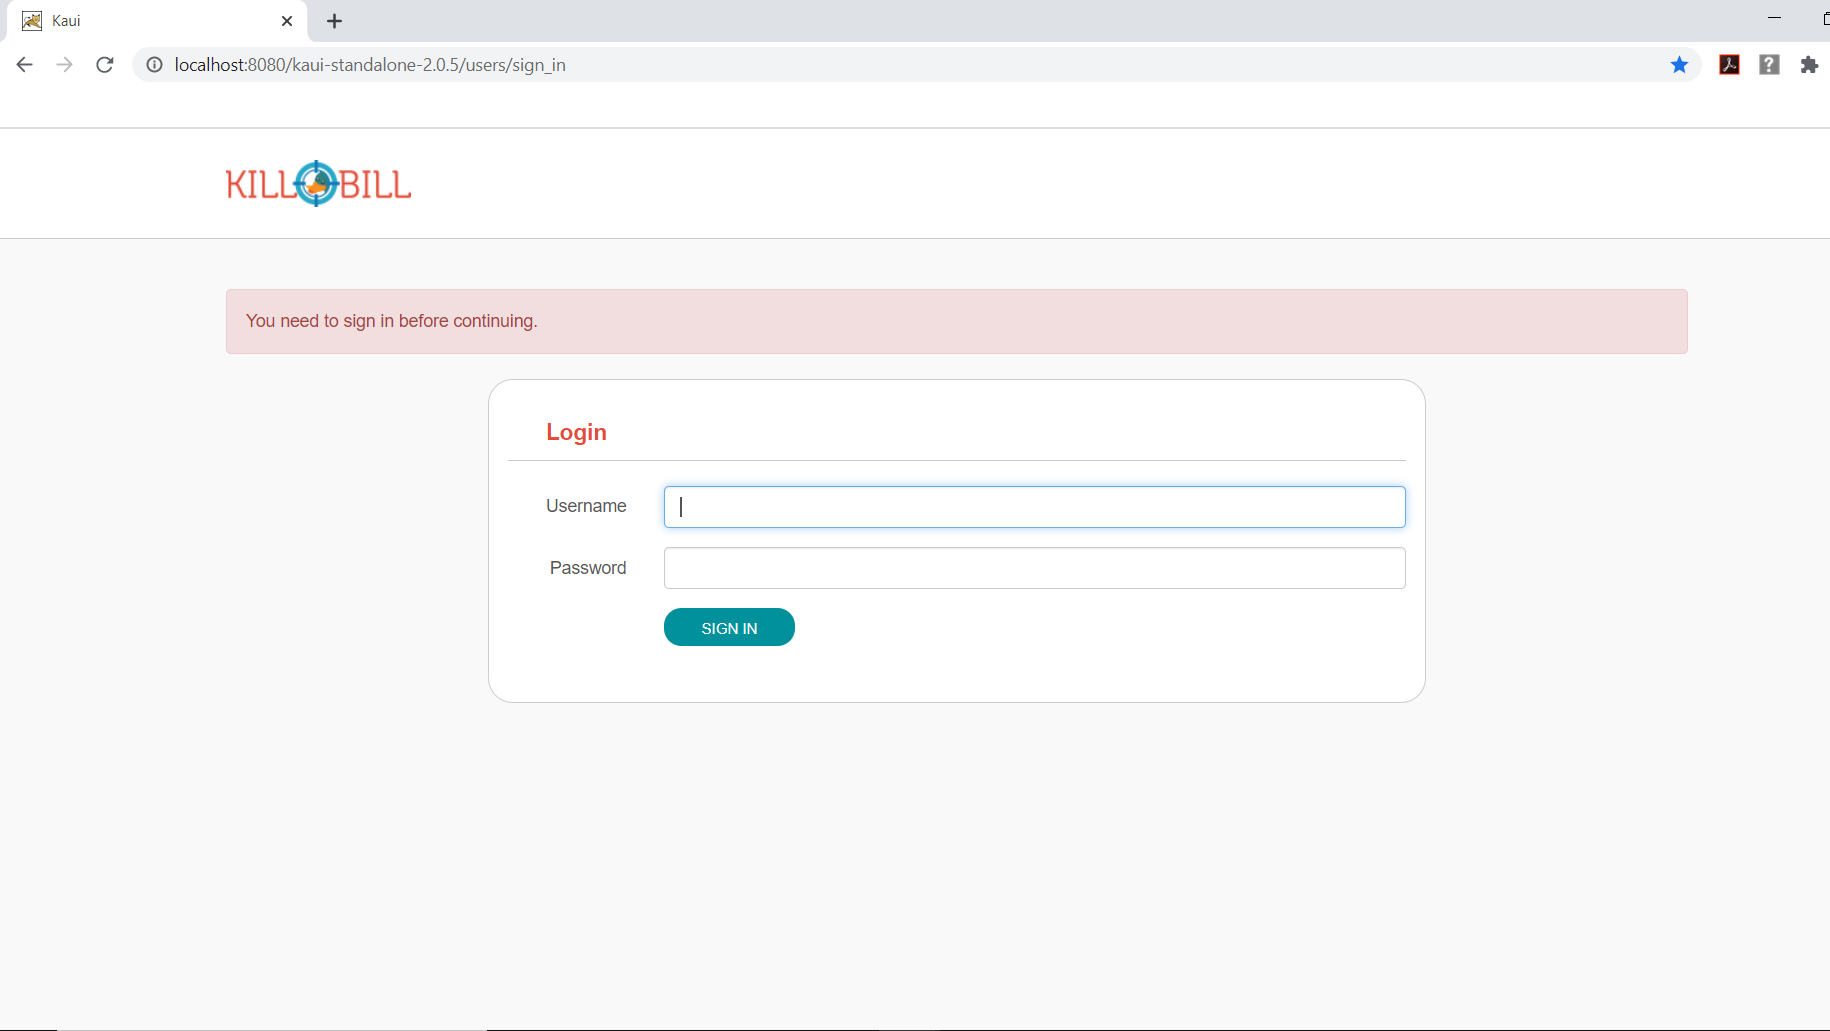 Kaui
localhost:8080/kaui-standalone-2.0.5/users/sign_in
KILL BILL
You need to sign in before continuing.
Login
Username
Password
SIGN IN